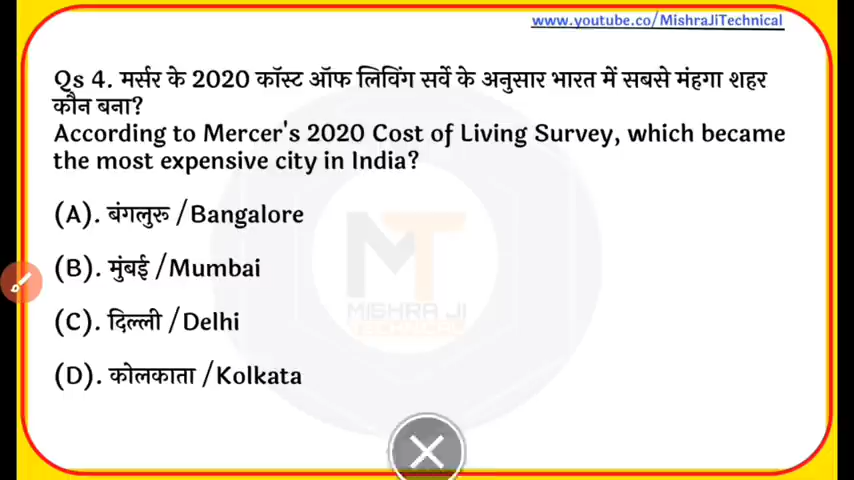 www.youtube.co/MishraJiTechnical
Qs 4. मर्सर के 2020 कॉस्ट ऑफ लिविंग सर्वे के अनुसार भारत में सबसे मंहगा शहर
कौन बना?
According to Mercer's 2020 Cost of Living Survey, which became
the most expensive city in India?
(A). बंगलुरू /Bangalore
(B). मुंबई /Mumbai
(C). दिल्ली /Delhi
(D). कोलकाता /Kolkata
MT
MISHRA JI
TECHNICAL